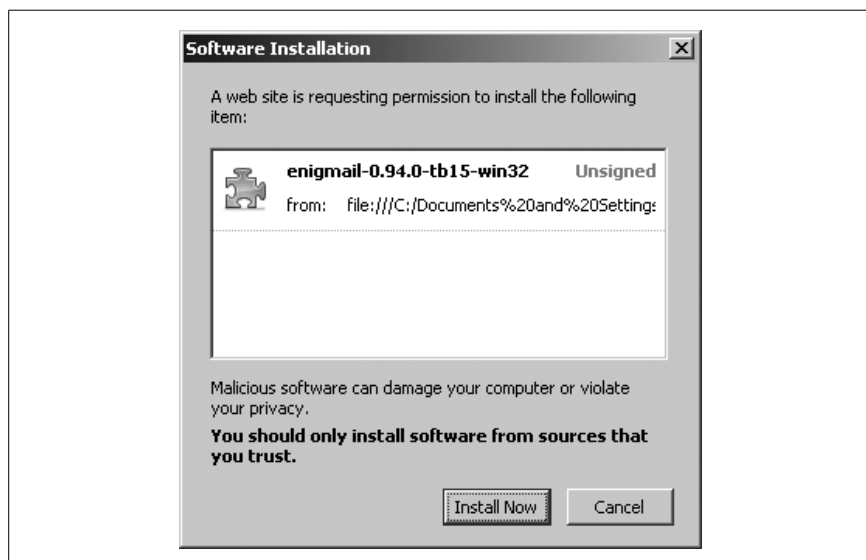 Software Installation
A web site is requesting permission to install the following
item:
enigmail-0.94.0-tb15-win32 Unsigned
from: file:///C:/Documents%20and%20Settings
Malicious software can damage your computer or violate
your privacy.
You should only install software from sources that
you trust.
Install Now Cancel